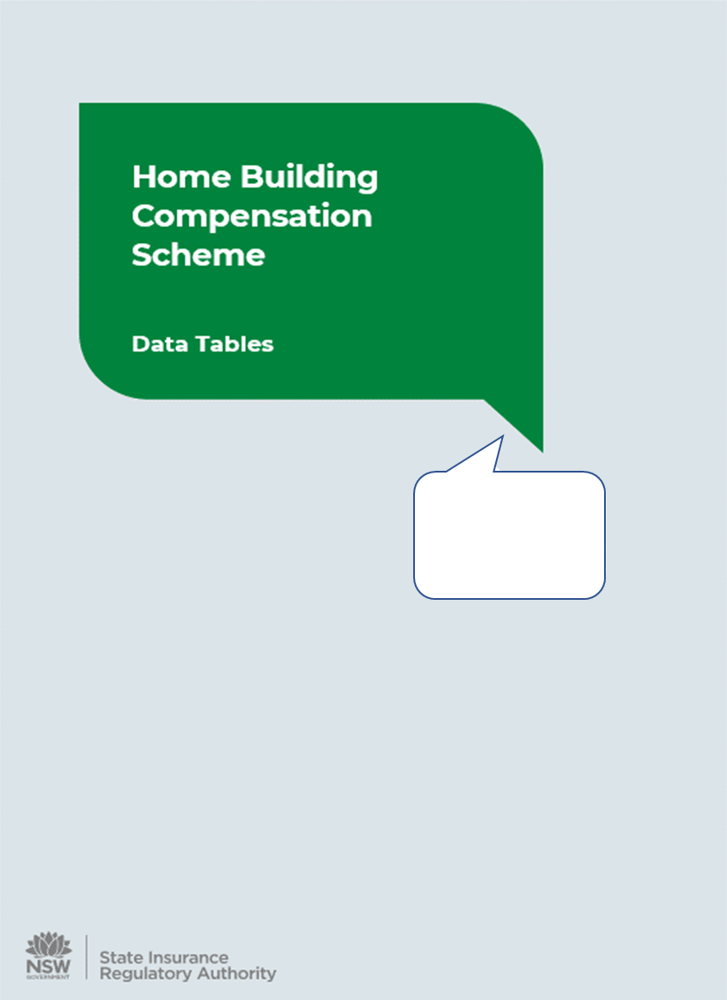 Home Building
Compensation
Scheme
Data Tables
NSW
GOVERNMENT
State Insurance
Regulatory Authority